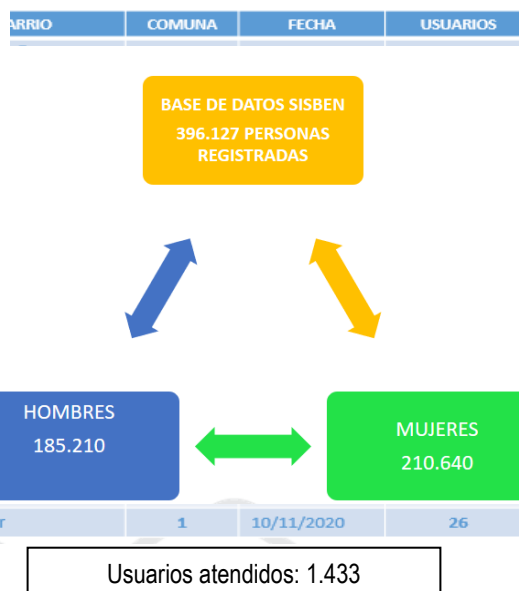 ARRIO COMUNA FECHA USUARIOS
BASE DE DATOS SISBEN
396.127 PERSONAS
REGISTRADAS
HOMBRES
185.210
MUJERES
210.640
r 1 10/11/2020 26
Usuarios atendidos: 1.433